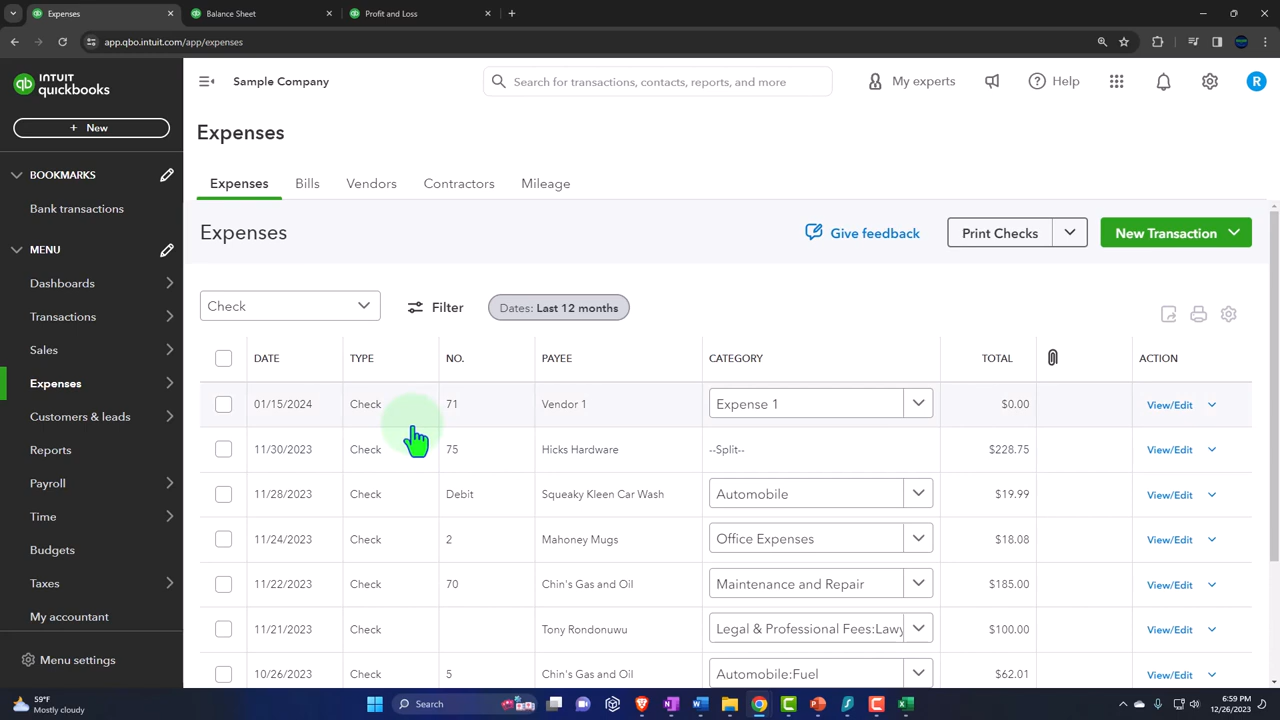 Expenses
Balance Sheet
Profit and Loss
app.qbo.intuit.com/app/expenses
INTUIT
quickbooks
Sample Company
Search for transactions, contacts, reports, and more
My experts
Help
R
+ New
Expenses
BOOKMARKS
Bank transactions
MENU
Dashboards
Transactions
Sales
Expenses
Customers & leads
Reports
Payroll
Time
Budgets
Taxes
My accountant
Menu settings
Expenses Bills Vendors Contractors Mileage
Expenses
Give feedback
Print Checks
New Transaction
Check
Filter
Dates: Last 12 months
DATE TYPE NO. PAYEE CATEGORY TOTAL ACTION
01/15/2024 Check 71 Vendor 1 Expense 1 $0.00 View/Edit
11/30/2023 Check 75 Hicks Hardware --Split-- $228.75 View/Edit
11/28/2023 Check Debit Squeaky Kleen Car Wash Automobile $19.99 View/Edit
11/24/2023 Check 2 Mahoney Mugs Office Expenses $18.08 View/Edit
11/22/2023 Check 70 Chin's Gas and Oil Maintenance and Repair $185.00 View/Edit
11/21/2023 Check Tony Rondonuwu Legal & Professional Fees:Lawy $100.00 View/Edit
10/26/2023 Check 5 Chin's Gas and Oil Automobile:Fuel $62.01 View/Edit
59°F
Mostly cloudy
Search
6:59 PM
12/26/2023